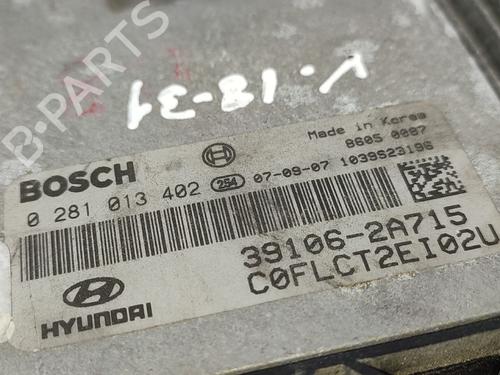 B-PARTS
V-18-31
Made in Korea
8605 0087
BOSCH
0 281 013 402 254 07-09-07 1039S23196
39106-2A715
C0FLCT2EI02U
HYUNDAI